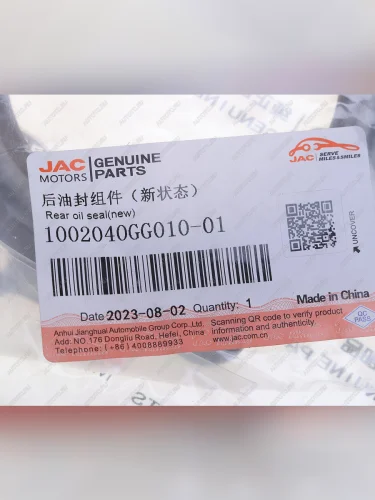 JAC MOTORS
GENUINE PARTS
JAC SERVE MILES&SMILES
后油封组件（新状态）
Rear oil seal(new)
1002040GG010-01
UNCOVER
Date 2023-08-02 Quantity: 1
Made in China
Anhui Jianghuai Automobile Group Corp.,Ltd.
Add:NO.176 Dongliu Road, Hefei, China
Telephone: (+86)4008889933
Scanning QR code to verify product
information and authenticity.
www.jac.com.cn
QC PASS